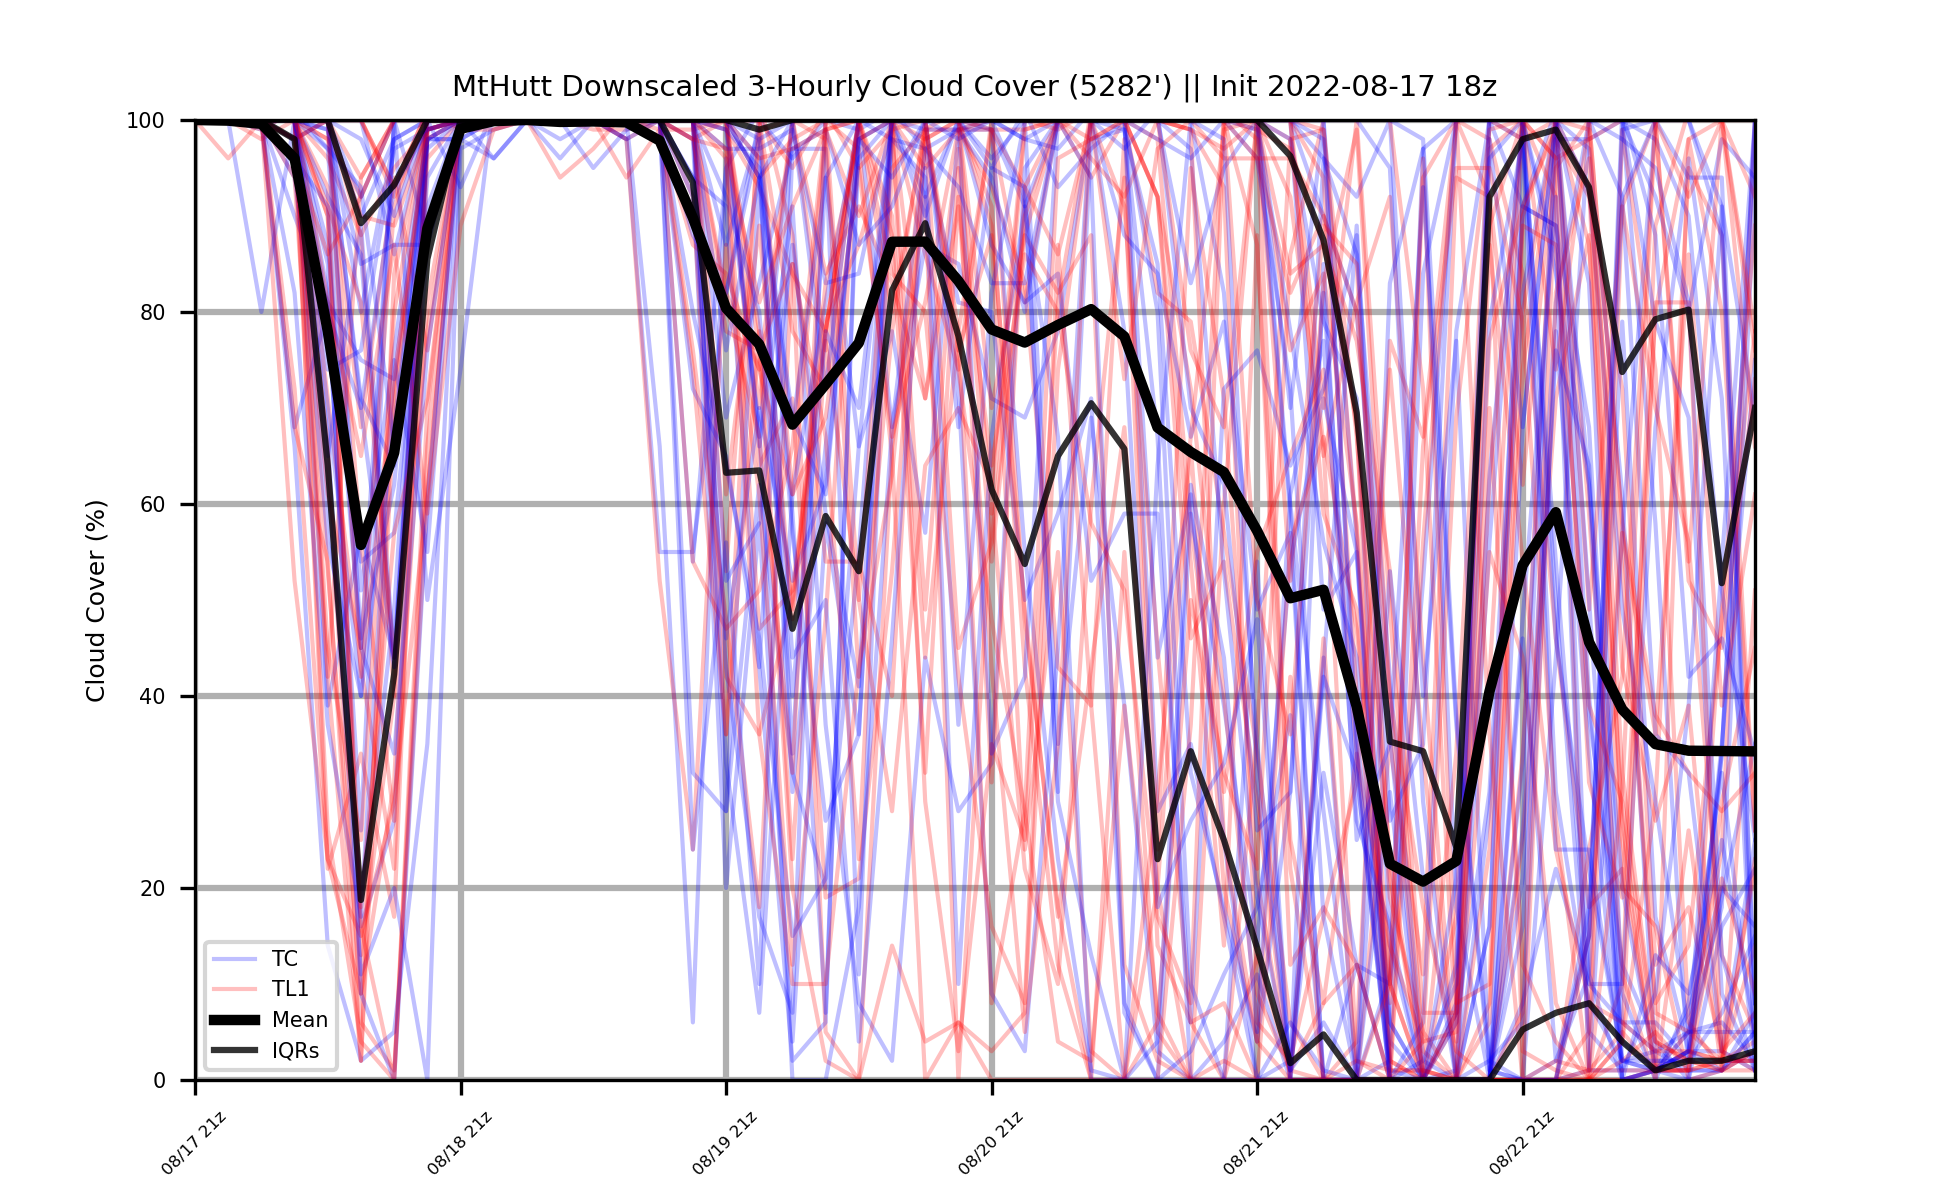 MtHutt Downscaled 3-Hourly Cloud Cover (5282') || Init 2022-08-17 18z
Cloud Cover (%)
100
80
60
40
20
0
TC
TL1
Mean
IQRs
08/17 21z
08/18 21z
08/19 21z
08/20 21z
08/21 21z
08/22 21z